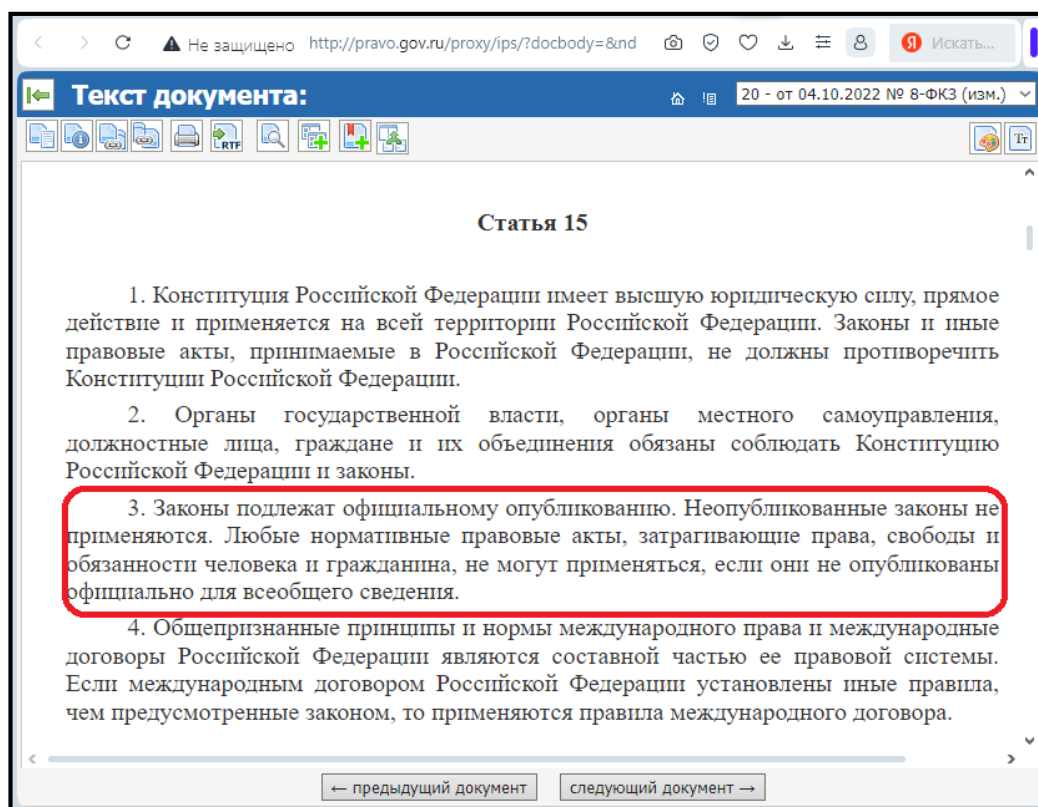 Не защищено http://pravo.gov.ru/proxy/ips/?docbody=&nd Я Искать...
Текст документа: 20 - от 04.10.2022 № 8-ФКЗ (изм.)
RTF Тт
Статья 15
1. Конституция Российской Федерации имеет высшую юридическую силу, прямое
действие и применяется на всей территории Российской Федерации. Законы и иные
правовые акты, принимаемые в Российской Федерации, не должны противоречить
Конституции Российской Федерации.
2. Органы государственной власти, органы местного самоуправления,
должностные лица, граждане и их объединения обязаны соблюдать Конституцию
Российской Федерации и законы.
3. Законы подлежат официальному опубликованию. Неопубликованные законы не
применяются. Любые нормативные правовые акты, затрагивающие права, свободы и
обязанности человека и гражданина, не могут применяться, если они не опубликованы
официально для всеобщего сведения.
4. Общепризнанные принципы и нормы международного права и международные
договоры Российской Федерации являются составной частью ее правовой системы.
Если международным договором Российской Федерации установлены иные правила,
чем предусмотренные законом, то применяются правила международного договора.
← предыдущий документ следующий документ →